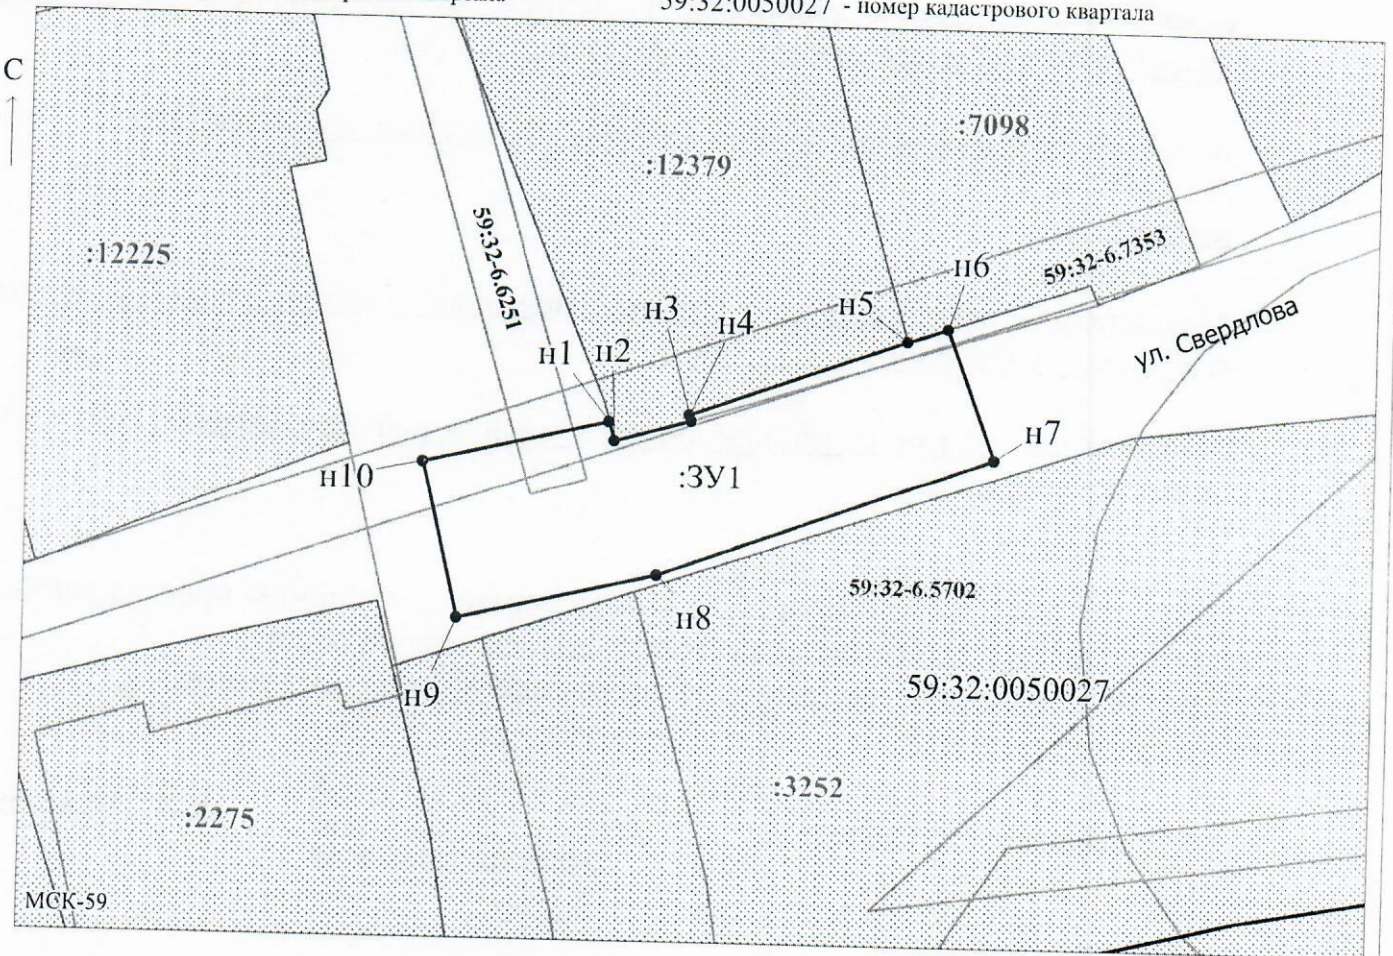 59:32:0050027 - номер кадастрового квартала
С
:7098
:12379
:12225
59:32-6.6251
59:32-6.7353
н6
н5
н3
н4
н1
н2
ул. Свердлова
н7
н10
:ЗУ1
59:32-6.5702
н8
59:32:0050027
н9
:3252
:2275
МСК-59